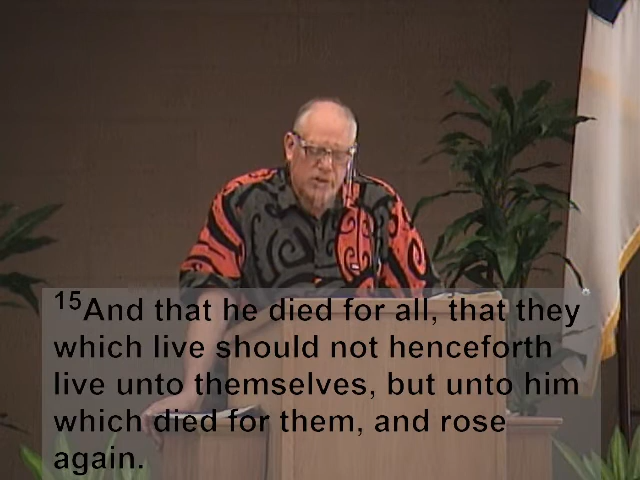 15And that he died for all, that they
which live should not henceforth
live unto themselves, but unto him
which died for them, and rose
again.